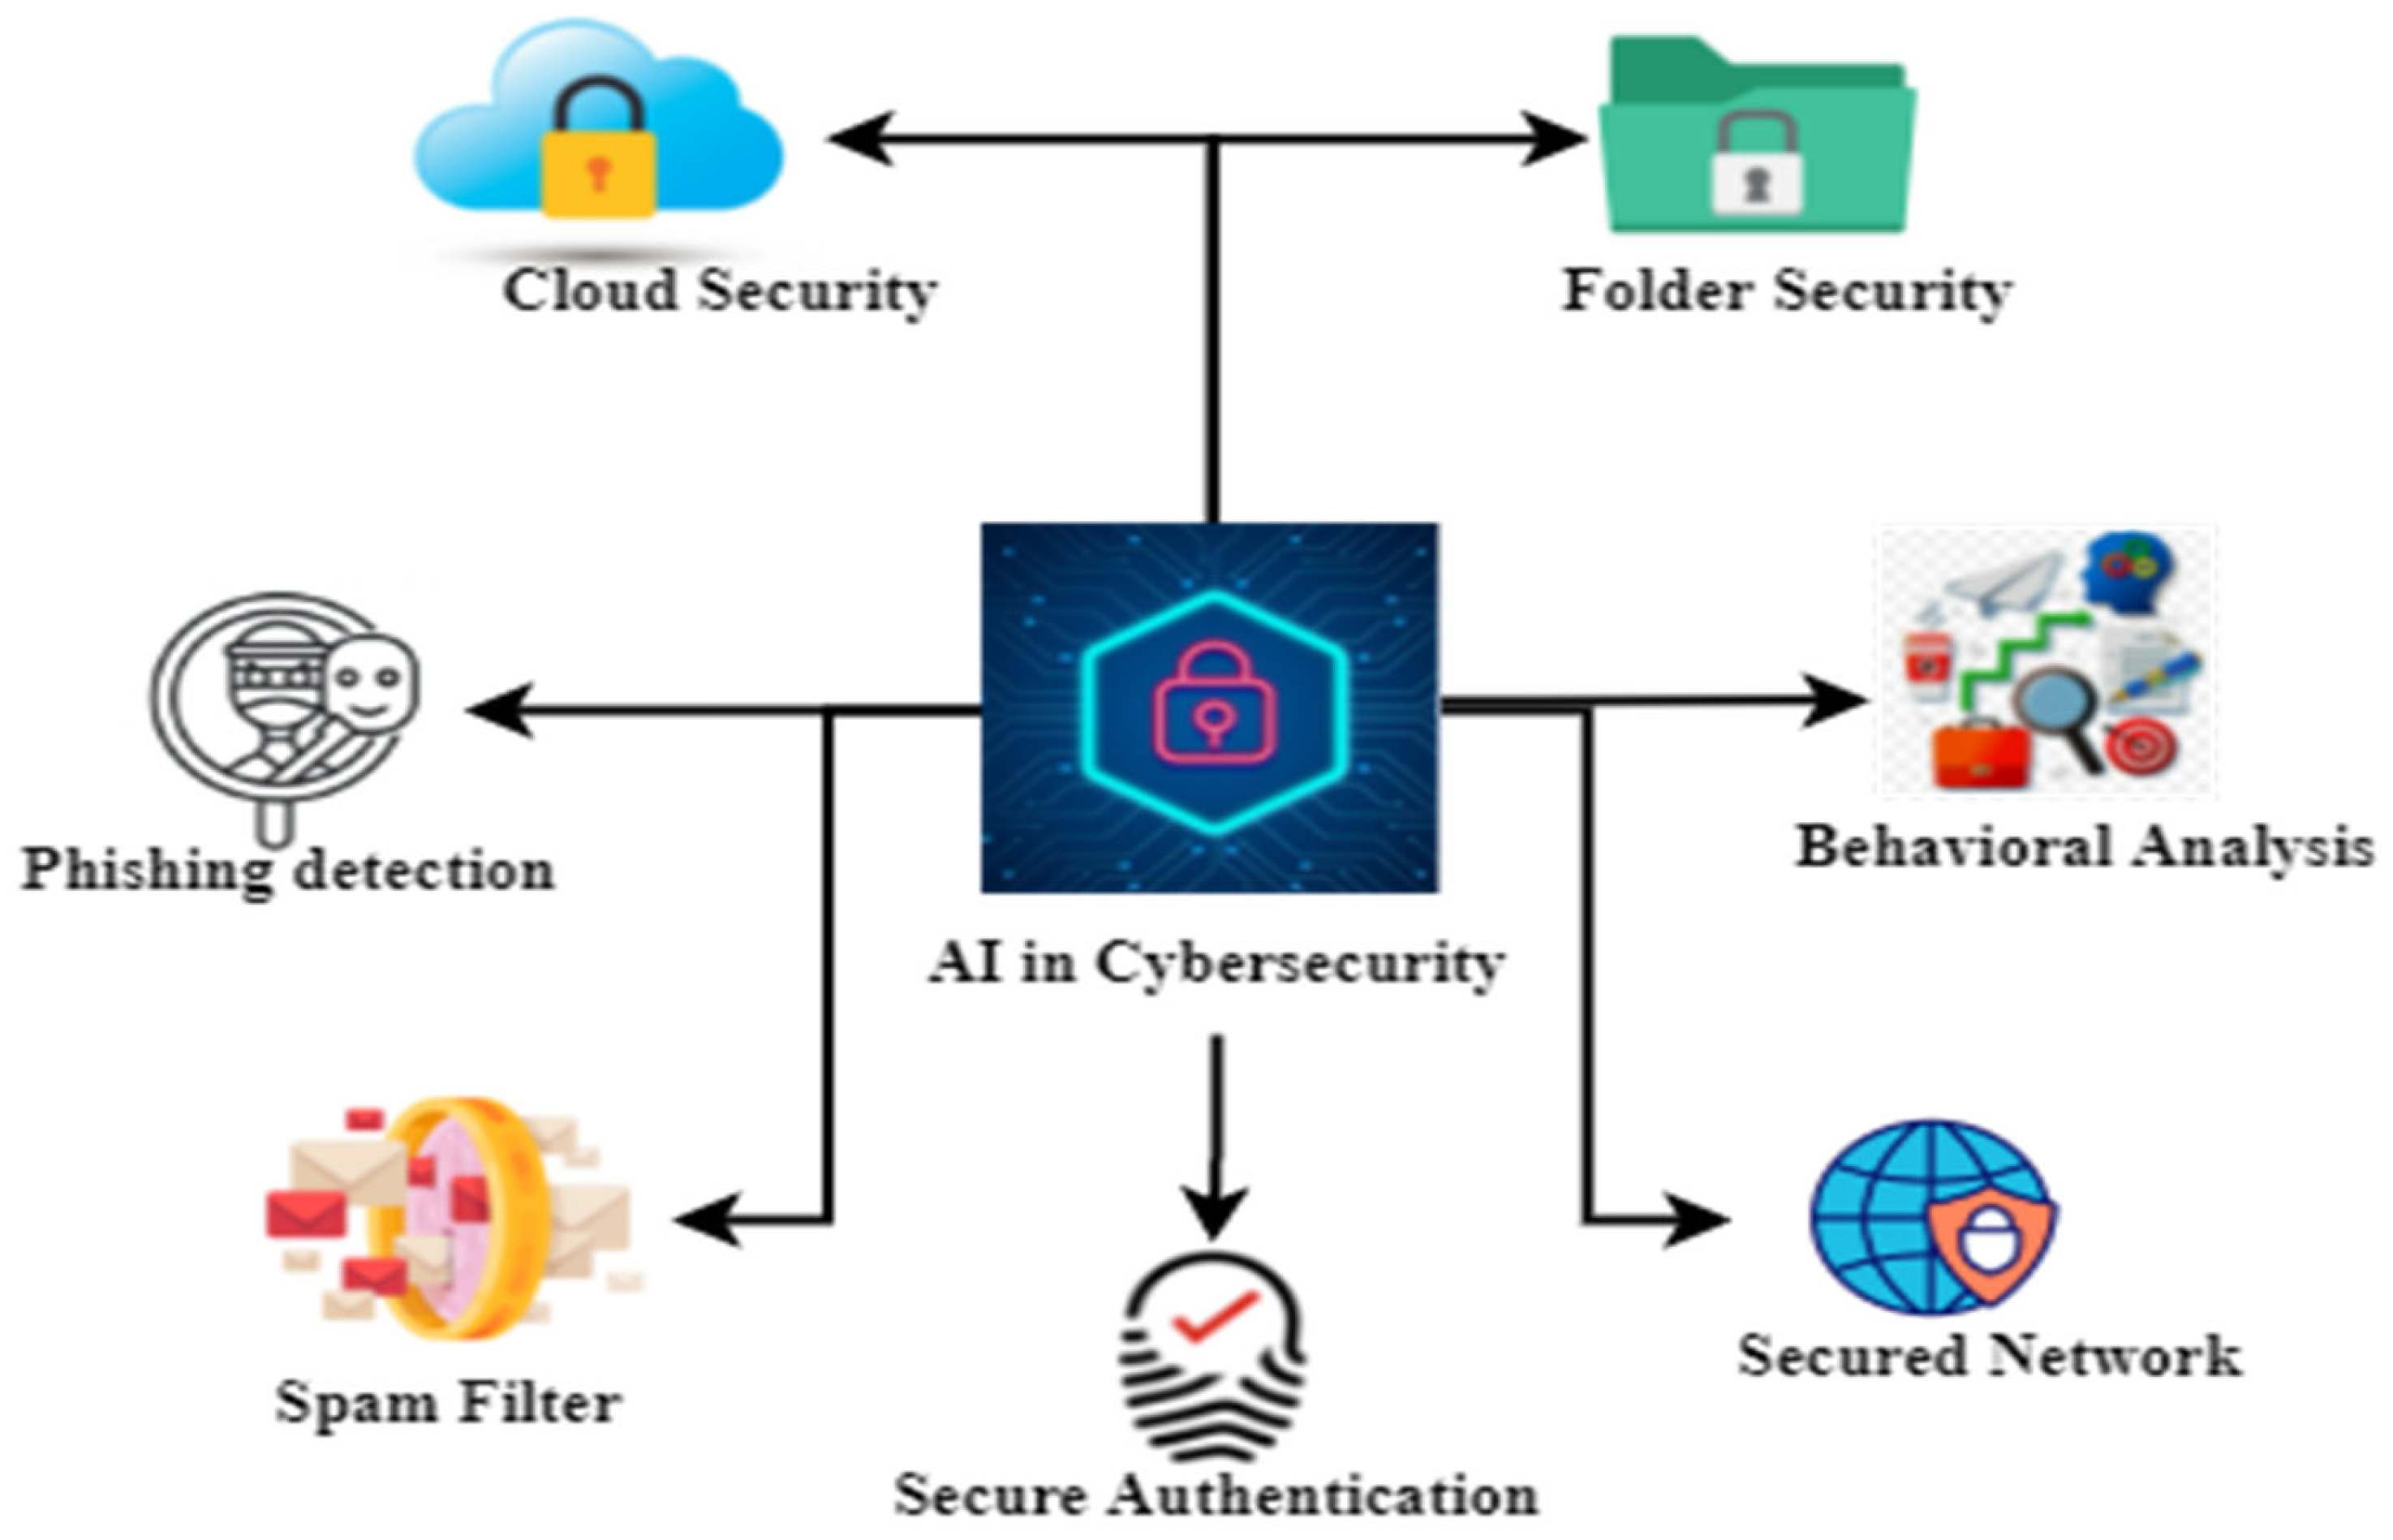 Cloud Security
Folder Security
Phishing detection
Behavioral Analysis
AI in Cybersecurity
Spam Filter
Secured Network
Secure Authentication